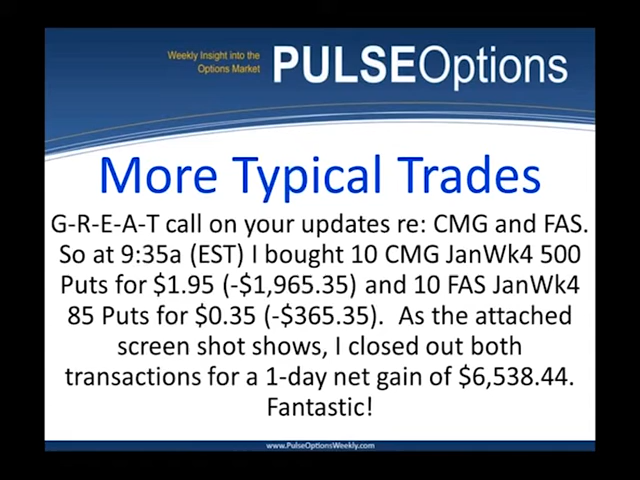 Weekly Insight into the
Options Market
PULSEOptions
More Typical Trades
G-R-E-A-T call on your updates re: CMG and FAS.
So at 9:35a (EST) I bought 10 CMG JanWk4 500
Puts for $1.95 (-$1,965.35) and 10 FAS JanWk4
85 Puts for $0.35 (-$365.35).  As the attached
screen shot shows, I closed out both
transactions for a 1-day net gain of $6,538.44.
Fantastic!
www.PulseOptionsWeekly.com